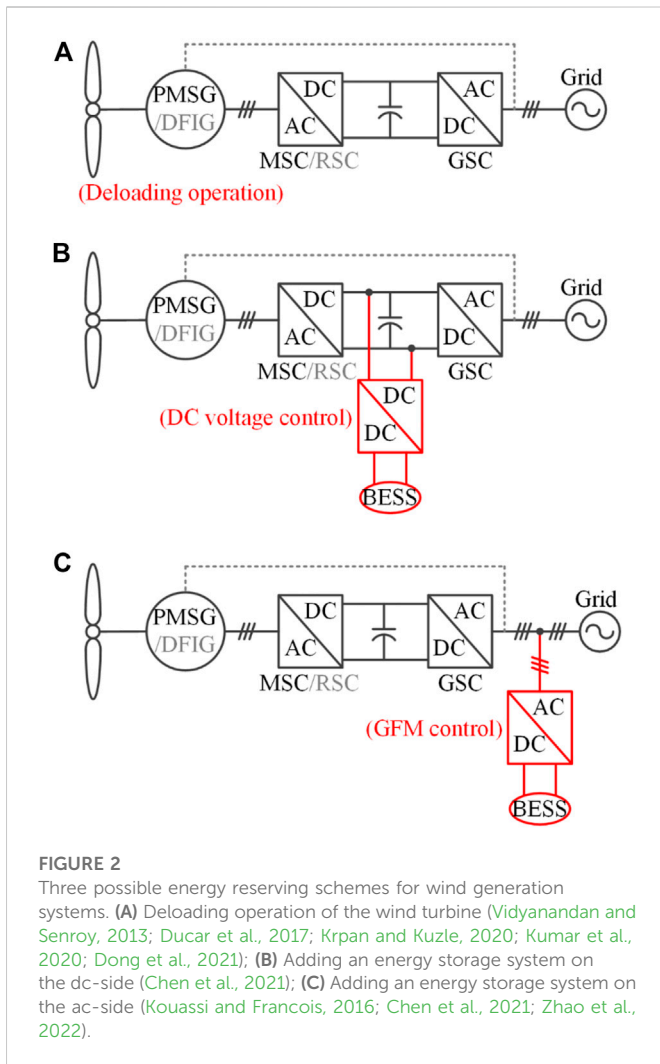 A
PMSG
/DFIG
DC
AC
MSC/RSC
AC
DC
GSC
Grid
(Deloading operation)
B
PMSG
/DFIG
DC
AC
MSC/RSC
AC
DC
GSC
Grid
(DC voltage control)
DC
DC
BESS
C
PMSG
/DFIG
DC
AC
MSC/RSC
AC
DC
GSC
Grid
(GFM control)
AC
DC
BESS
FIGURE 2
Three possible energy reserving schemes for wind generation
systems. (A) Deloading operation of the wind turbine (Vidyanandan and
Senroy, 2013; Ducar et al., 2017; Krpan and Kuzle, 2020; Kumar et al.,
2020; Dong et al., 2021); (B) Adding an energy storage system on
the dc-side (Chen et al., 2021); (C) Adding an energy storage system on
the ac-side (Kouassi and Francois, 2016; Chen et al., 2021; Zhao et al.,
2022).